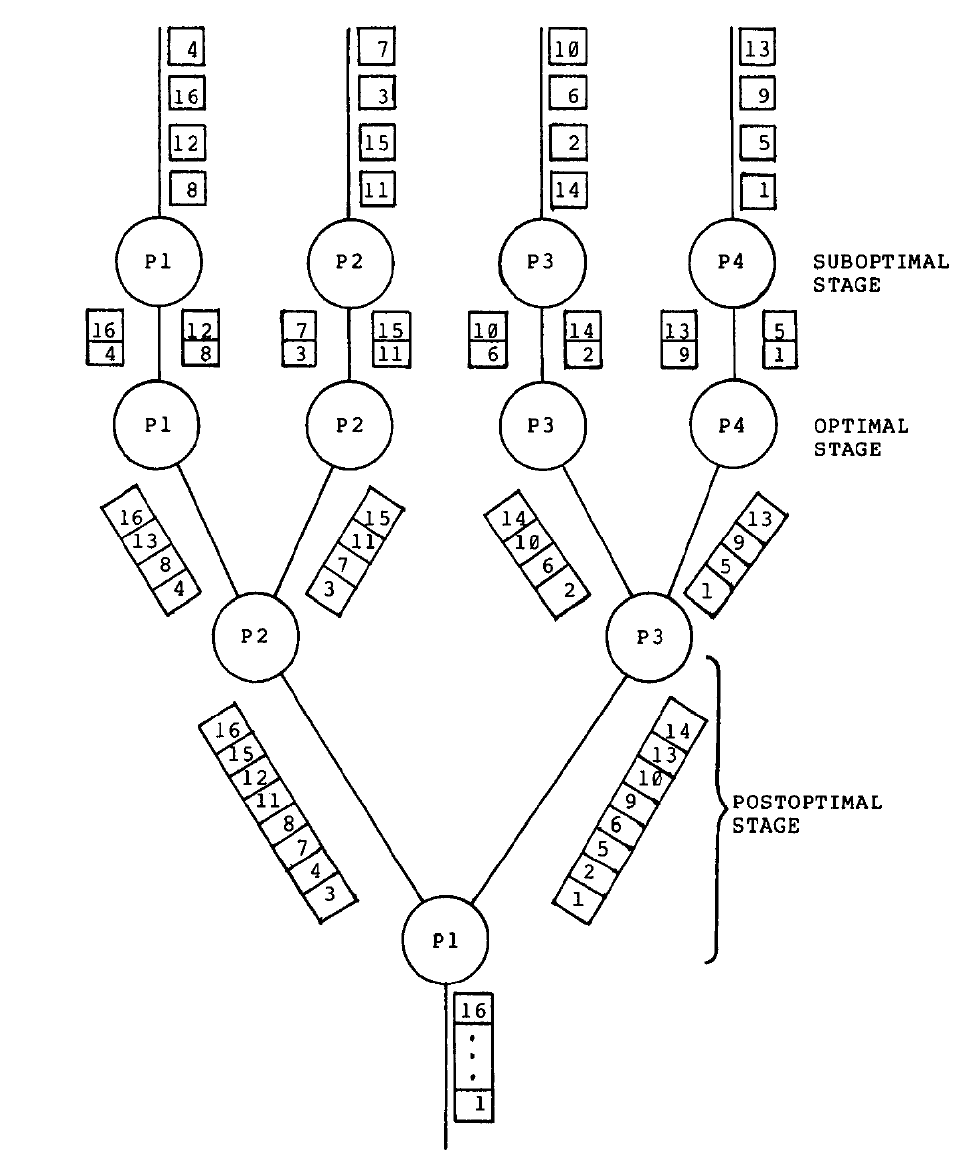 4 7 10 13
16 3 6 9
12 15 2 5
8 11 14 1
P1 P2 P3 P4
SUBOPTIMAL
STAGE
16 12 7 15 10 14 13 5
4 8 3 11 6 2 9 1
P1 P2 P3 P4
OPTIMAL
STAGE
16 15 14 13
13 11 10 9
8 7 6 5
4 3 2 1
P2 P3
16 14
15 13
12 10
11 9
8 6
7 5
4 2
3 1
POSTOPTIMAL
STAGE
P1
16
.
.
.
1